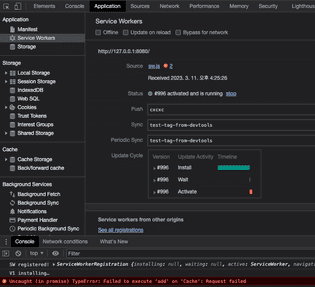 Elements
Console
Sources
Application
Network
Performance
Memory
Security
Lighthous
Application
Manifest
Service Workers
Storage
Storage
Local Storage
Session Storage
IndexedDB
Web SQL
Cookies
Trust Tokens
Interest Groups
Shared Storage
Cache
Cache Storage
Back/forward cache
Background Services
Background Fetch
Background Sync
Notifications
Payment Handler
Periodic Background Sync
Service Workers
Offline Update on reload Bypass for network
http://127.0.0.1:8080/
Source sw.js 2
Received 2023. 3. 11. 오후 4:25:26
Status #996 activated and is running stop
Push cxcxc
Sync test-tag-from-devtools
Periodic Sync test-tag-from-devtools
Update Cycle Version Update Activity Timeline
#996 Install
#996 Wait
#996 Activate
Service workers from other origins
See all registrations
Console Network conditions What's New
top Filter
SW registered! ServiceWorkerRegistration {installing: null, waiting: null, active: ServiceWorker, navigat
V1 installing…
Uncaught (in promise) TypeError: Failed to execute 'add' on 'Cache': Request failed